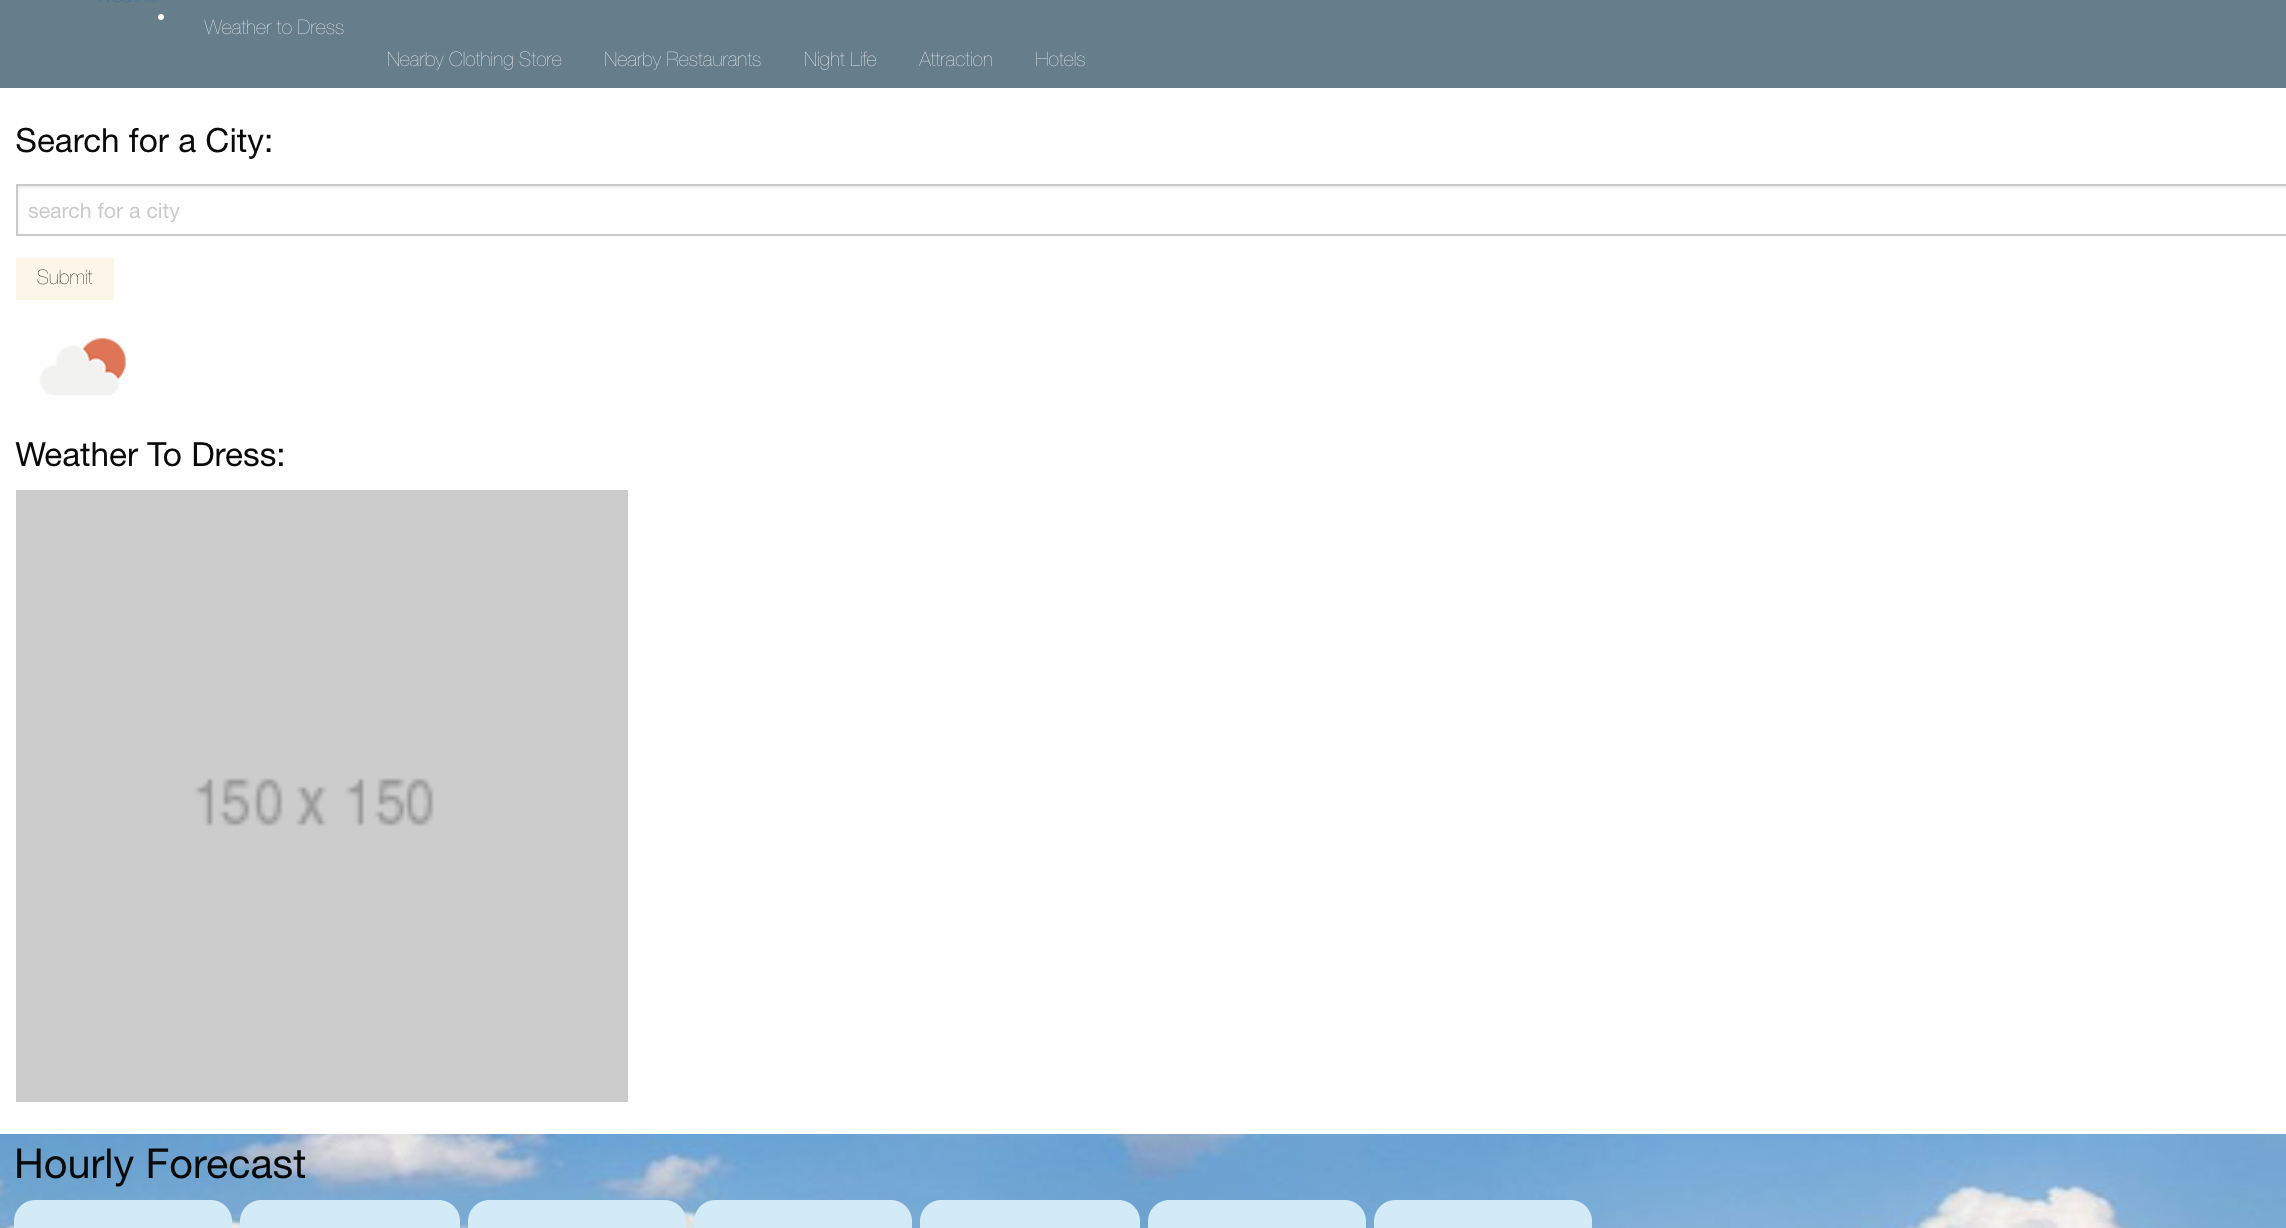 Weather to Dress
Nearby Clothing Store Nearby Restaurants Night Life Attraction Hotels
Search for a City:
search for a city
Submit
Weather To Dress:
150 x 150
Hourly Forecast